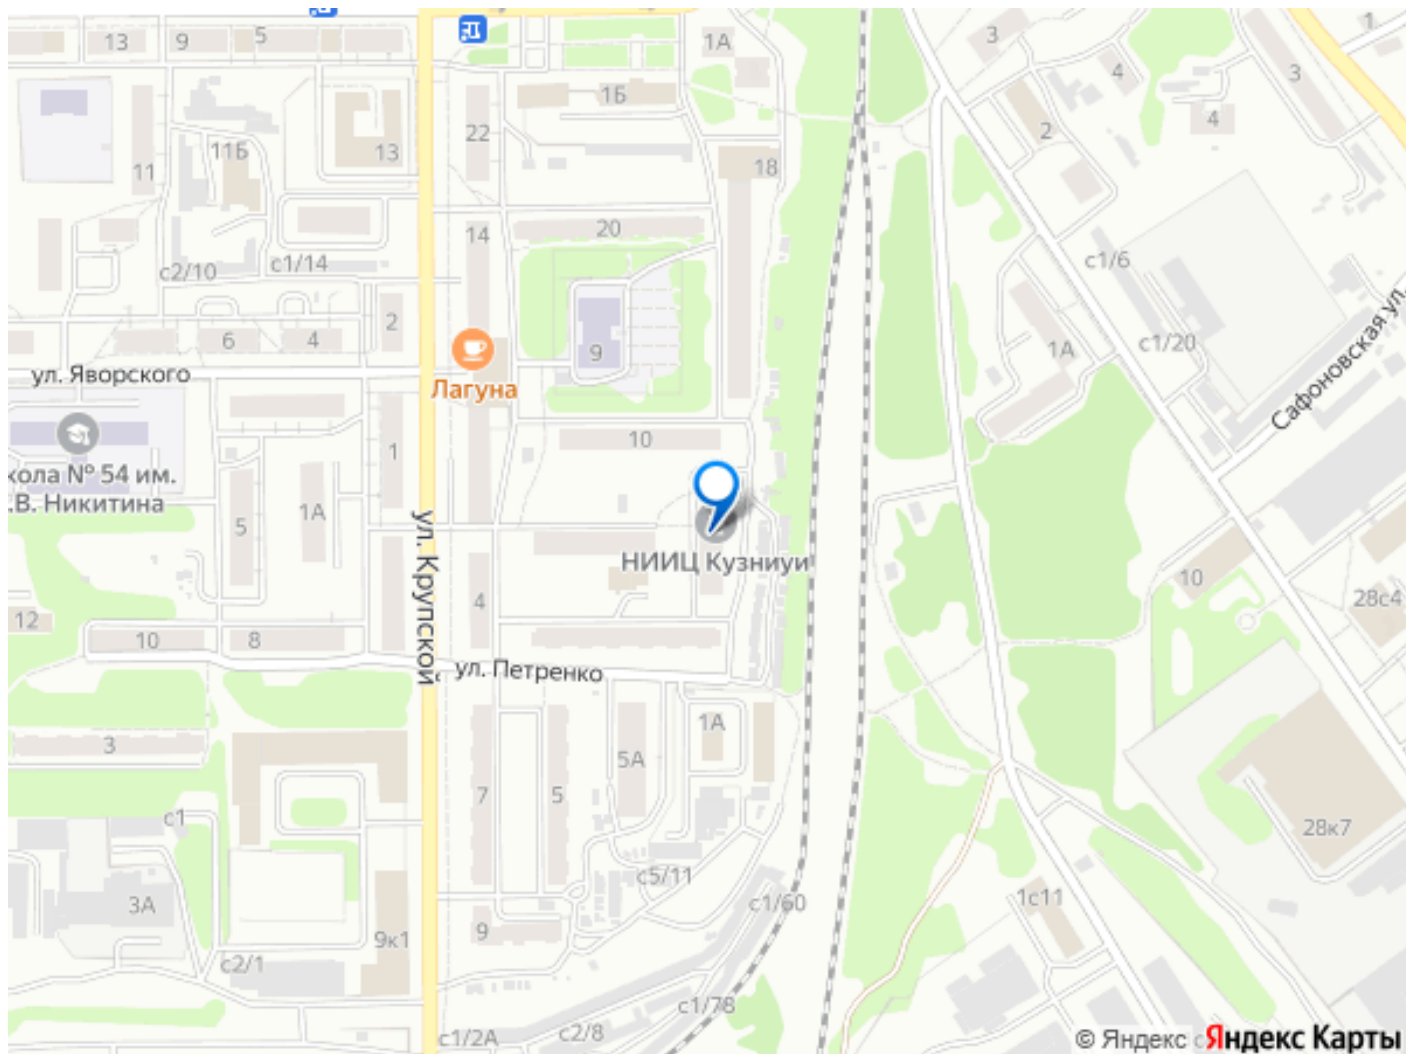 13
9
5
1А
3
1
3
4
4
2
1Б
22
13
11Б
11
18
14
20
с2/10
с1/14
с1/6
с1/20
1А
Сафоновская ул.
2
6
4
9
ул. Яворского
Лагуна
1
10
кола № 54 им.
.В. Никитина
5
1А
ул. Крупской
НИИЦ Кузниуи
10
28с4
12
10
8
4
ул. Петренко
3
1А
5А
7
5
с1
28к7
с5/11
3А
с1/60
1с11
9к1
9
с2/1
с1/78
с1/2А
с2/8
© Яндекс с
Яндекс Карты